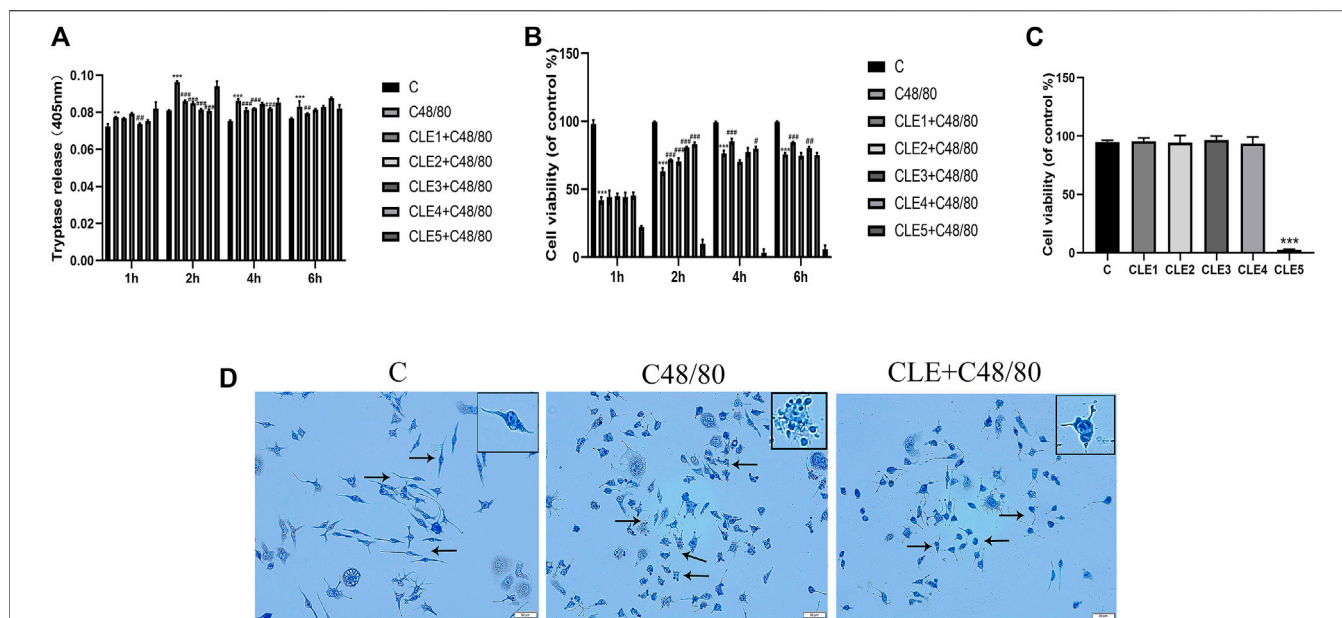 A
Tryptase release (405nm)
0.10
0.08
0.06
0.04
0.02
0.00
**
##
***
###
###
###
###
***
###
###
###
***
##
1h
2h
4h
6h
C
C48/80
CLE1+C48/80
CLE2+C48/80
CLE3+C48/80
CLE4+C48/80
CLE5+C48/80
B
Cell viability (of control %)
150
100
50
0
***
***
###
###
###
###
***
###
#
***
###
##
1h
2h
4h
6h
C
C48/80
CLE1+C48/80
CLE2+C48/80
CLE3+C48/80
CLE4+C48/80
CLE5+C48/80
C
Cell viability (of control %)
150
100
50
0
***
C CLE1 CLE2 CLE3 CLE4 CLE5
D
C
C48/80
CLE+C48/80